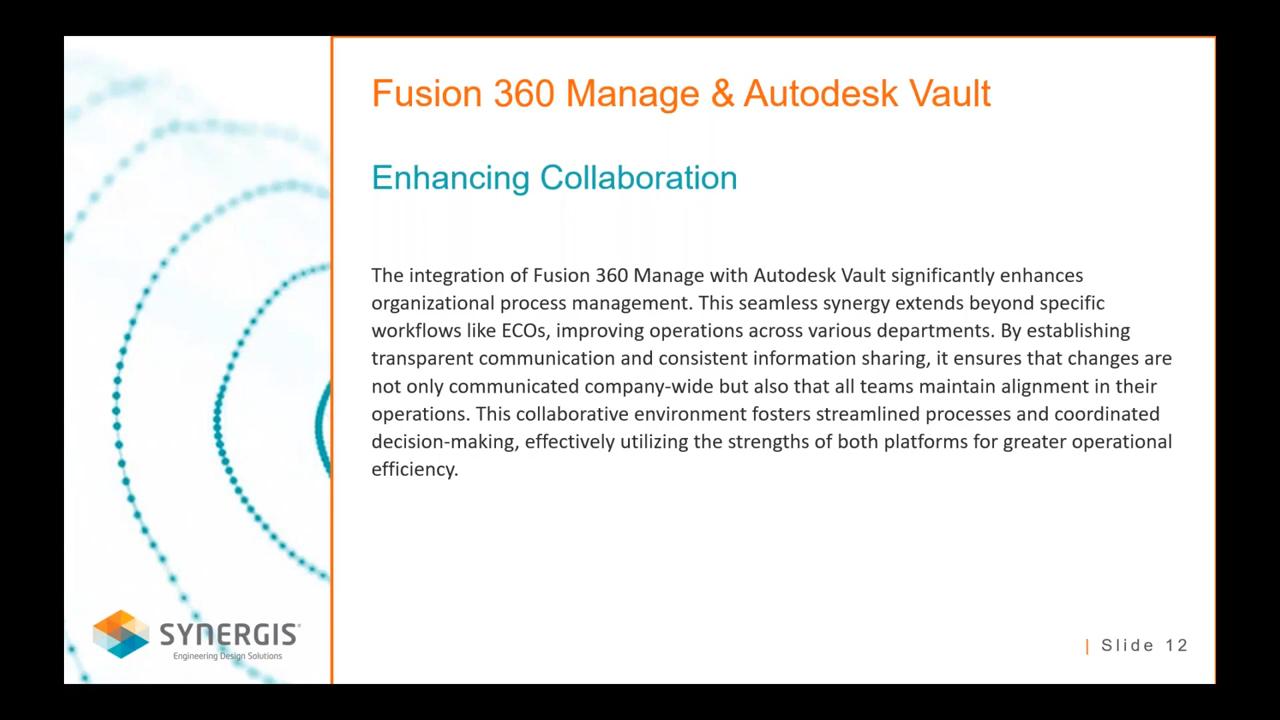 Fusion 360 Manage & Autodesk Vault
Enhancing Collaboration
The integration of Fusion 360 Manage with Autodesk Vault significantly enhances
organizational process management. This seamless synergy extends beyond specific
workflows like ECOs, improving operations across various departments. By establishing
transparent communication and consistent information sharing, it ensures that changes are
not only communicated company-wide but also that all teams maintain alignment in their
operations. This collaborative environment fosters streamlined processes and coordinated
decision-making, effectively utilizing the strengths of both platforms for greater operational
efficiency.
SYNERGIS®
Engineering Design Solutions
| Slide 12